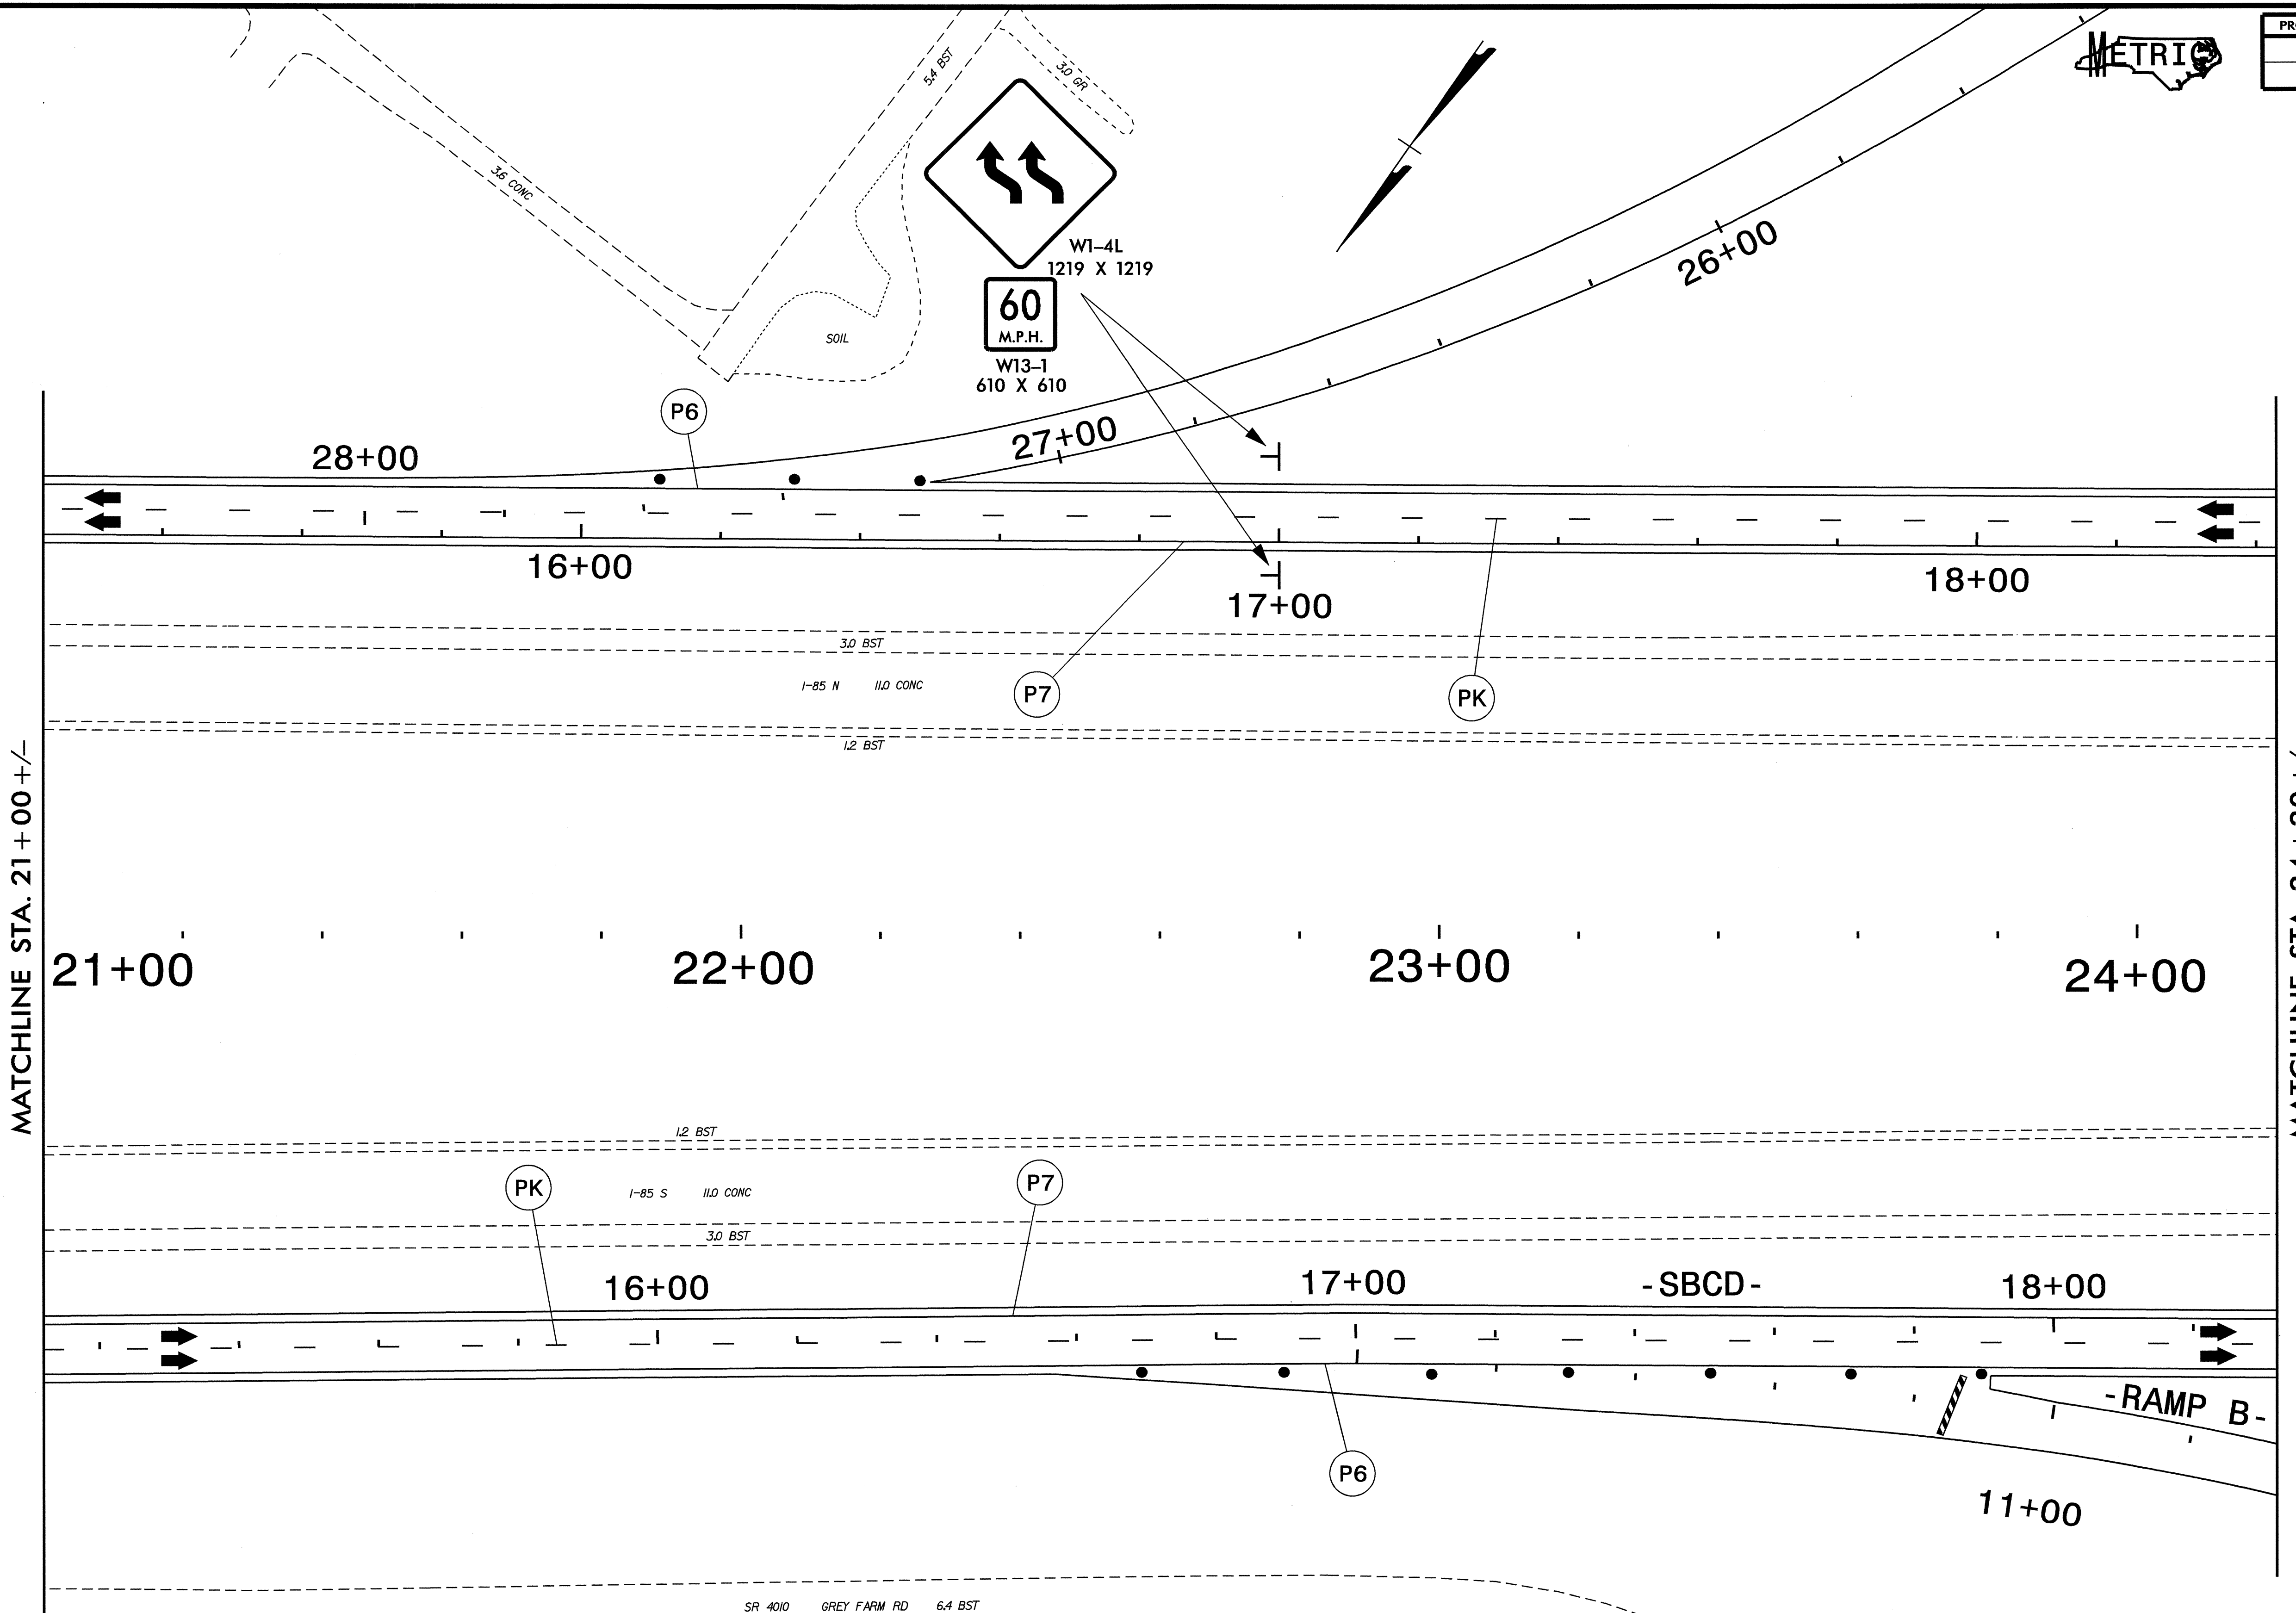 METRIC
5.4 BST
3.0 GR
3.6 CONC
W1-4L
1219 X 1219
60
M.P.H.
W13-1
610 X 610
SOIL
26+00
P6
27+00
28+00
16+00
17+00
18+00
3.0 BST
I-85 N 11.0 CONC
P7
PK
1.2 BST
MATCHLINE STA. 21+00 +/-
21+00
22+00
23+00
24+00
1.2 BST
PK
I-85 S 11.0 CONC
P7
3.0 BST
16+00
17+00
-SBCD-
18+00
-RAMP B-
P6
11+00
SR 4010 GREY FARM RD 6.4 BST